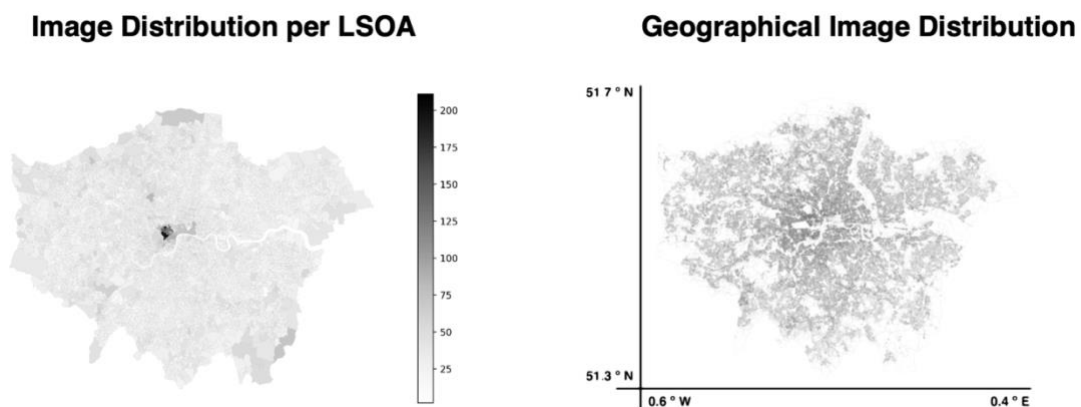 Image Distribution per LSOA
Geographical Image Distribution
200
175
150
125
100
75
50
25
51 7 º N
51.3 º N
0.6 º W
0.4 º E